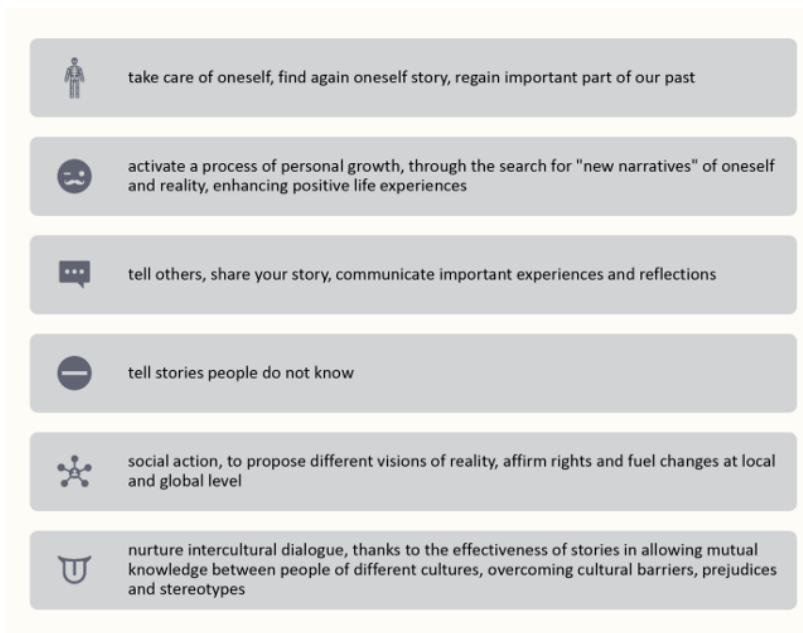 take care of oneself, find again oneself story, regain important part of our past
activate a process of personal growth, through the search for "new narratives" of oneself
and reality, enhancing positive life experiences
tell others, share your story, communicate important experiences and reflections
tell stories people do not know
social action, to propose different visions of reality, affirm rights and fuel changes at local
and global level
nurture intercultural dialogue, thanks to the effectiveness of stories in allowing mutual
knowledge between people of different cultures, overcoming cultural barriers, prejudices
and stereotypes